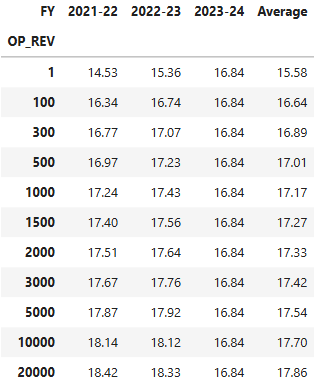 FY 2021-22 2022-23 2023-24 Average
OP_REV
1 14.53 15.36 16.84 15.58
100 16.34 16.74 16.84 16.64
300 16.77 17.07 16.84 16.89
500 16.97 17.23 16.84 17.01
1000 17.24 17.43 16.84 17.17
1500 17.40 17.56 16.84 17.27
2000 17.51 17.64 16.84 17.33
3000 17.67 17.76 16.84 17.42
5000 17.87 17.92 16.84 17.54
10000 18.14 18.12 16.84 17.70
20000 18.42 18.33 16.84 17.86